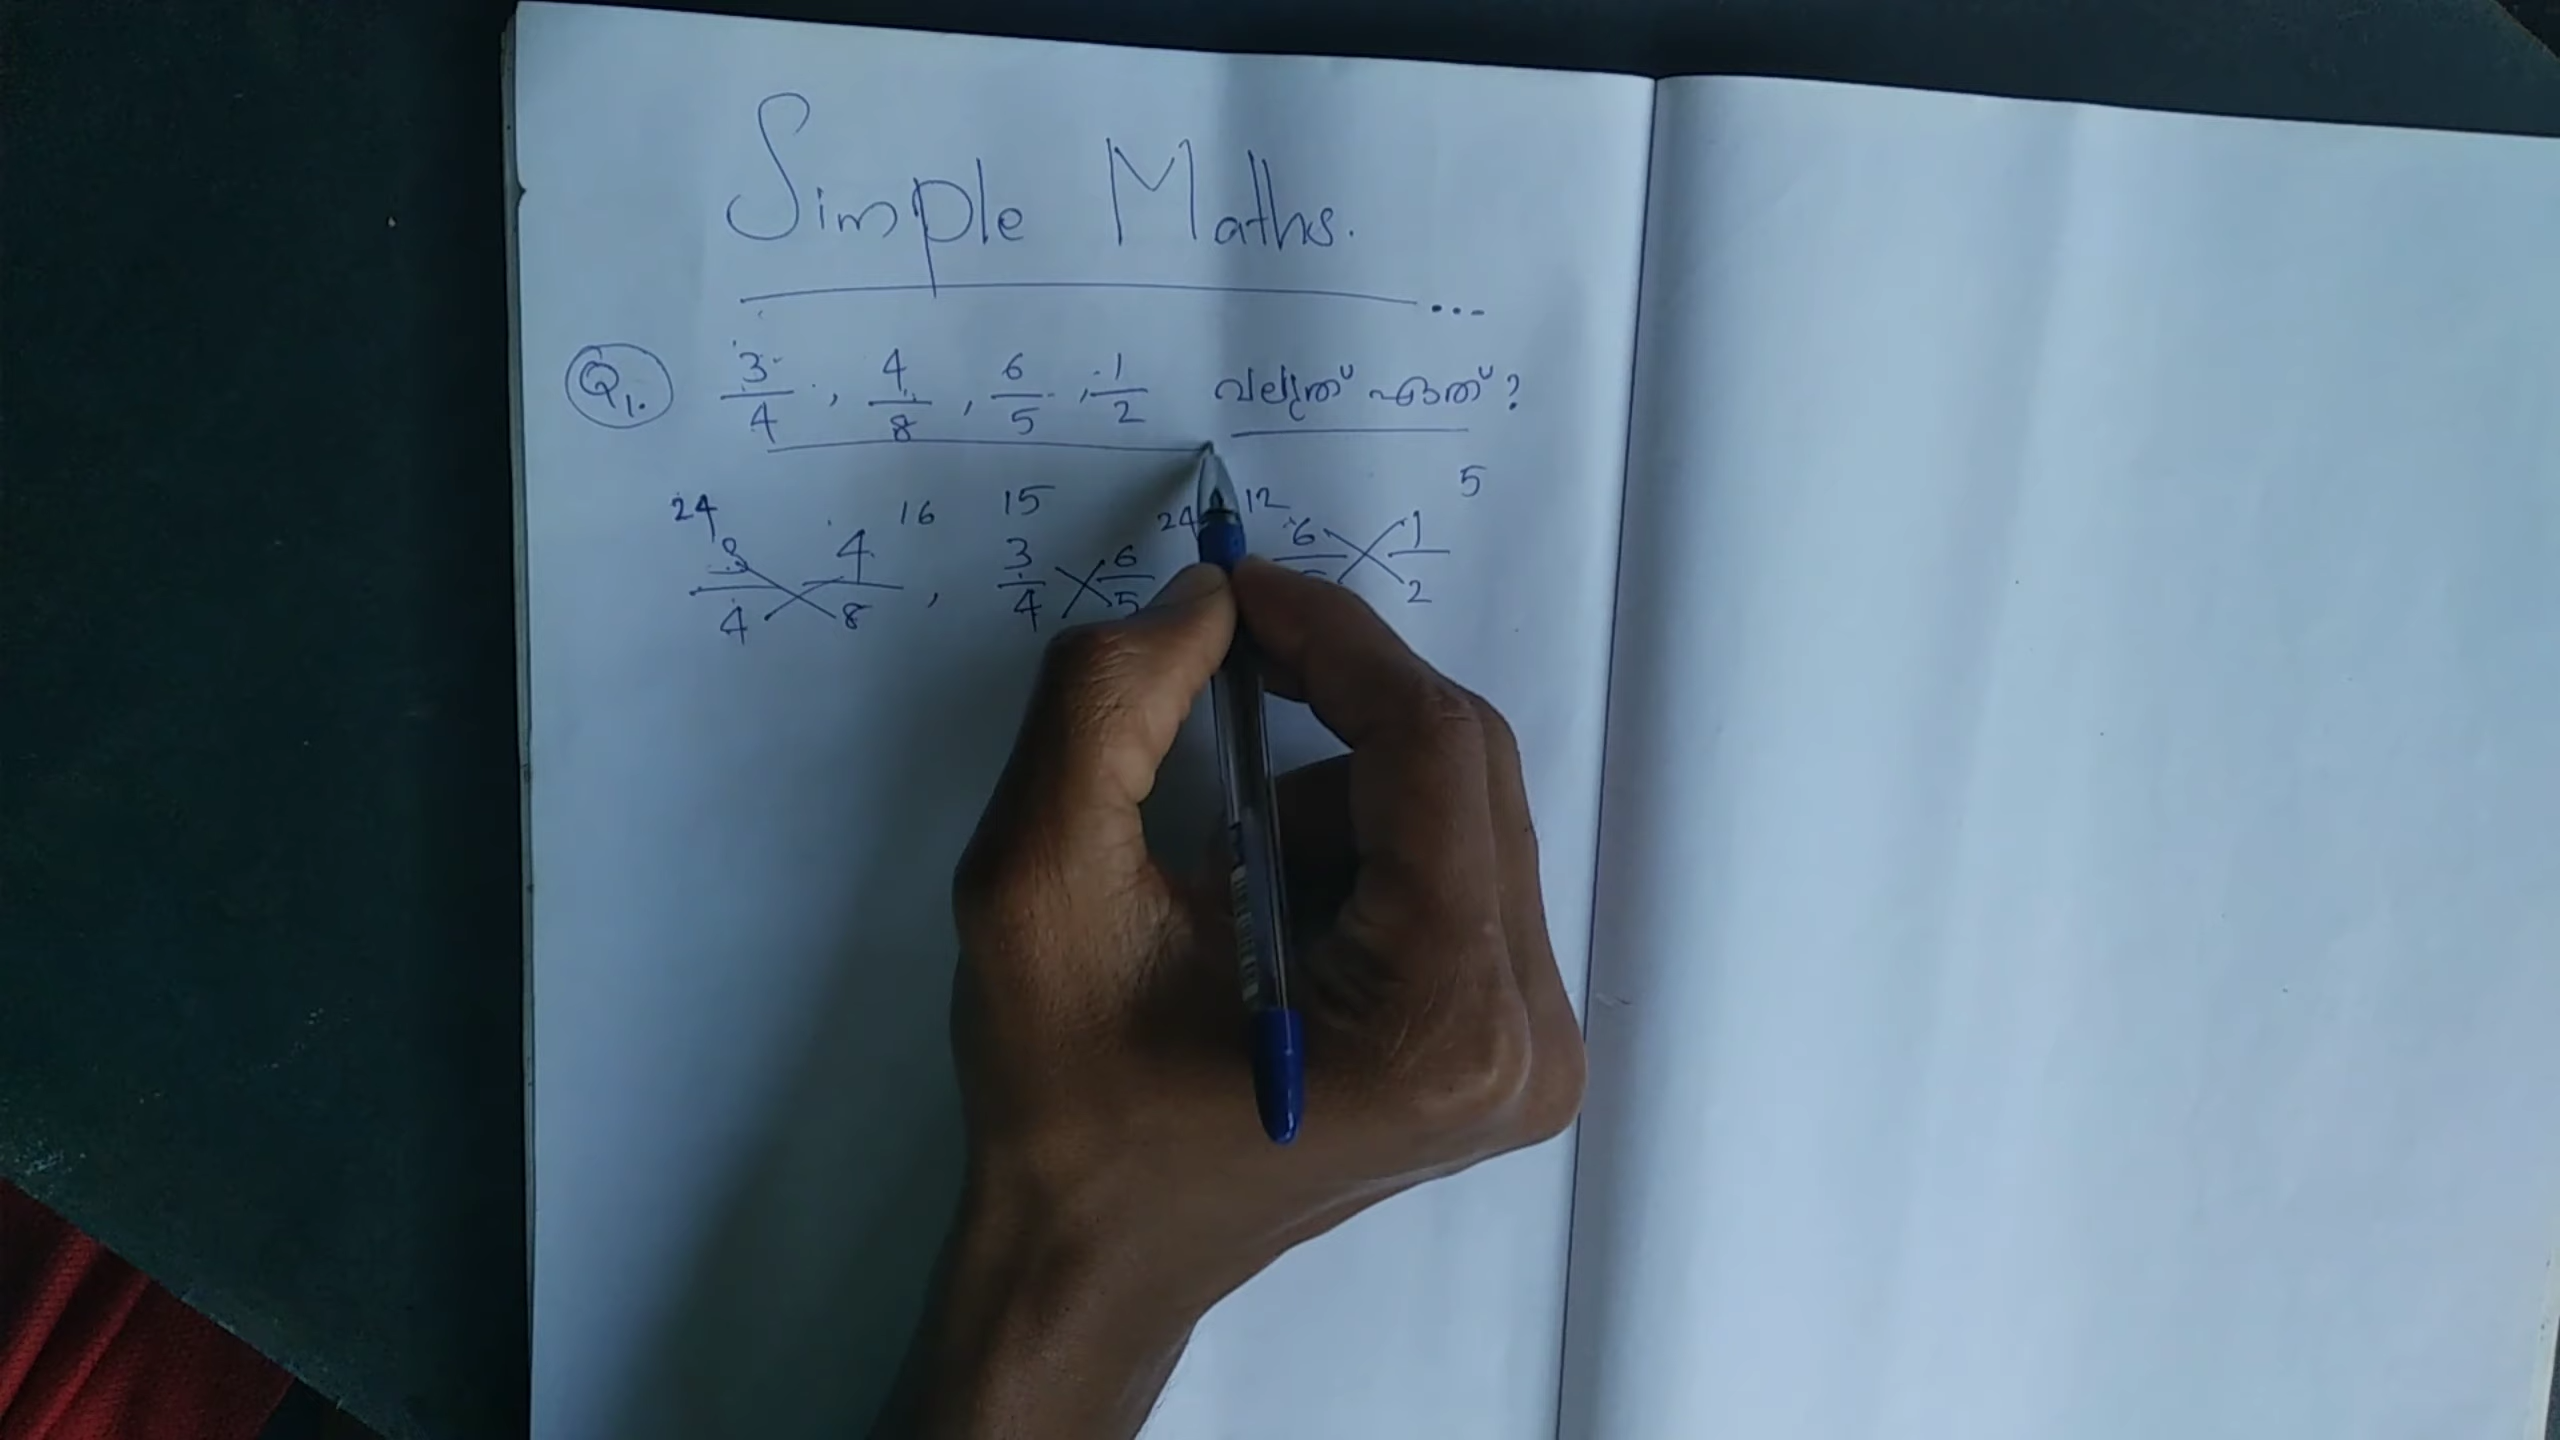 Simple Maths.
...
Q1. 3/4, 4/8, 6/5, 1/2 വലുത് ഏത്?
24 16 15 24 12 5
3/4 4/8, 3/4 6/5 6/5 1/2